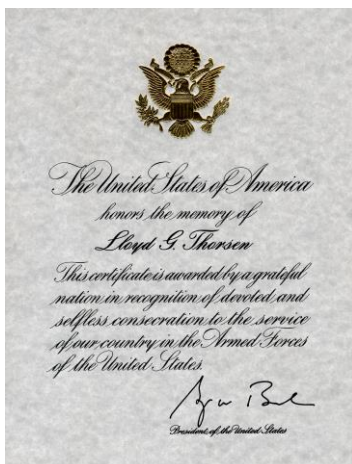 The United States of America
honors the memory of
Lloyd G. Thorsen
This certificate is awarded by a grateful
nation in recognition of devoted and
selfless consecration to the service
of our country in the Armed Forces
of the United States.
President of the United States